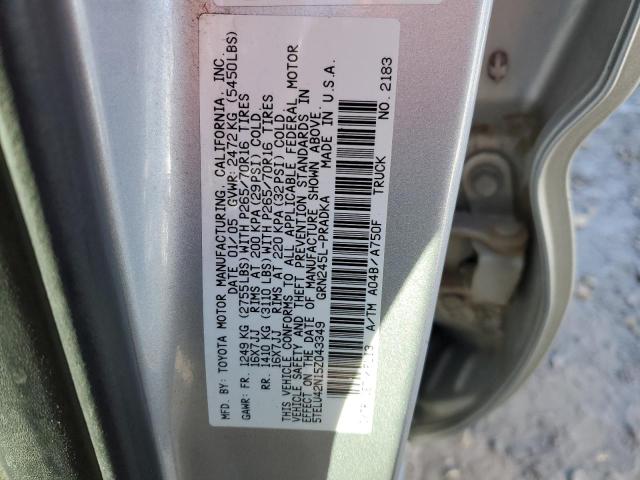 MFD. BY: TOYOTA MOTOR MANUFACTURING, CALIFORNIA, INC.
DATE 01/05 GVWR: 2472 KG (5450LBS)
GAWR: FR. 1249 KG (2755LBS) WITH P265/70R16 TIRES
16X7JJ RIMS AT 200 KPA (29PSI) COLD
RR. 1410 KG (3110 LBS) WITH P265/70R16 TIRES
16X7JJ RIMS AT 220 KPA (32PSI) COLD
THIS VEHICLE CONFORMS TO ALL APPLICABLE FEDERAL MOTOR
VEHICLE SAFETY AND THEFT PREVENTION STANDARDS IN
EFFECT ON THE DATE OF MANUFACTURE SHOWN ABOVE.
5TELU42N15Z043349 GRN245L-PRADKA MADE IN U.S.A.
A/TM A04B/A750F TRUCK NO. 2183